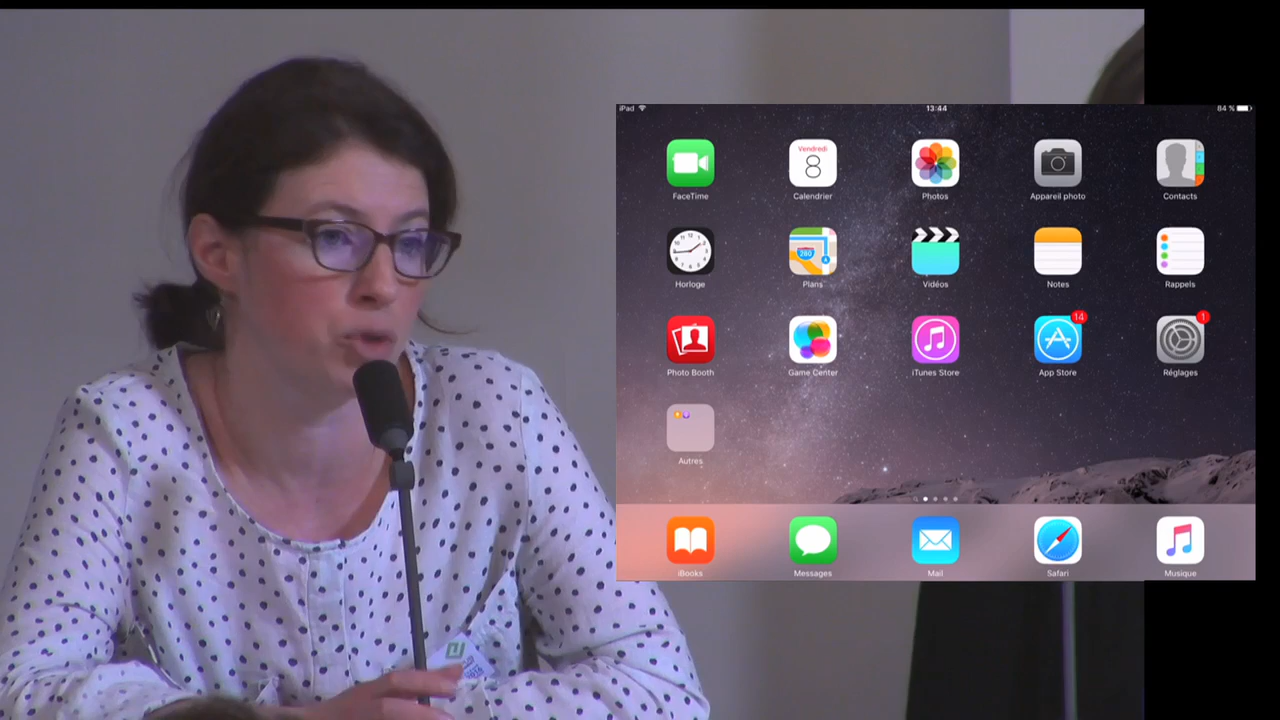 iPad 13:44 84 %
Vendredi
8
FaceTime Calendrier Photos Appareil photo Contacts
280
Horloge Plans Vidéos Notes Rappels
14 1
Photo Booth Game Center iTunes Store App Store Réglages
Autres
iBooks Messages Mail Safari Musique